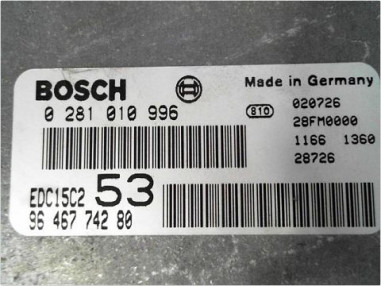 BOSCH
Made in Germany
0 281 010 996
810
020726
28FM0000
1166 1360
28726
EDC15C2 53
96 467 742 80